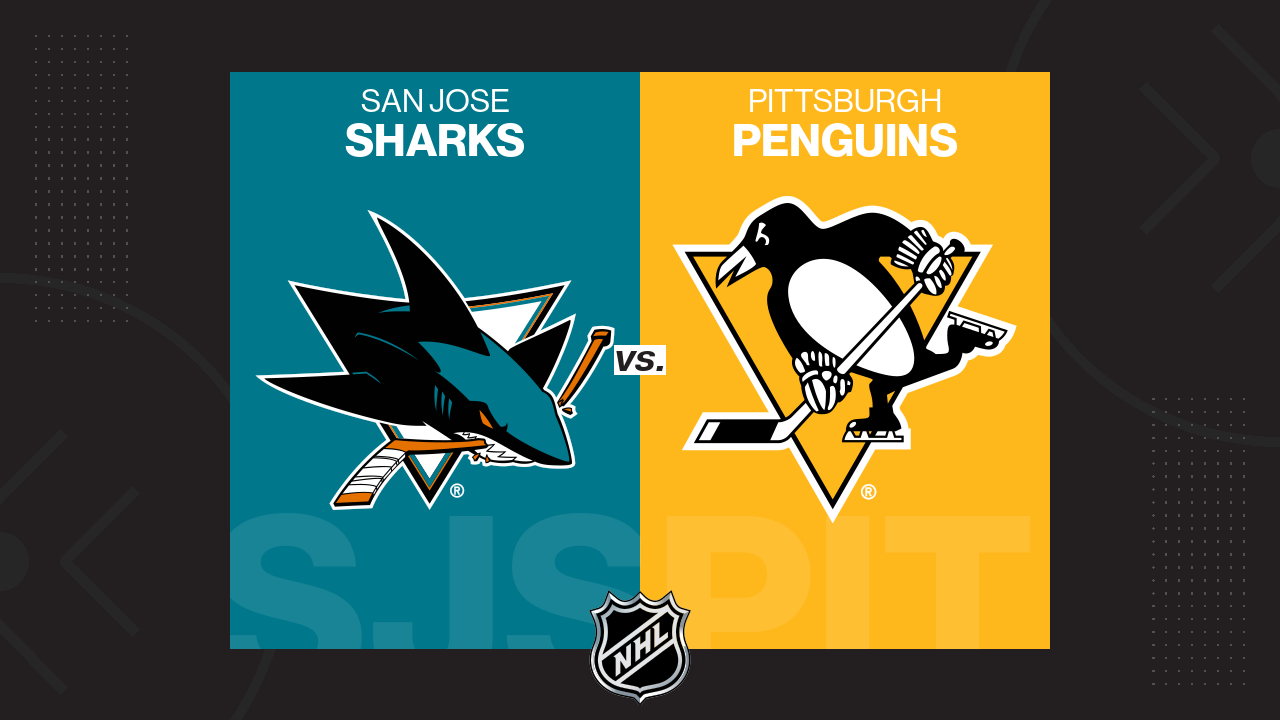 SAN JOSE
SHARKS
PITTSBURGH
PENGUINS
vs.
®
®
SJS
PIT
NHL